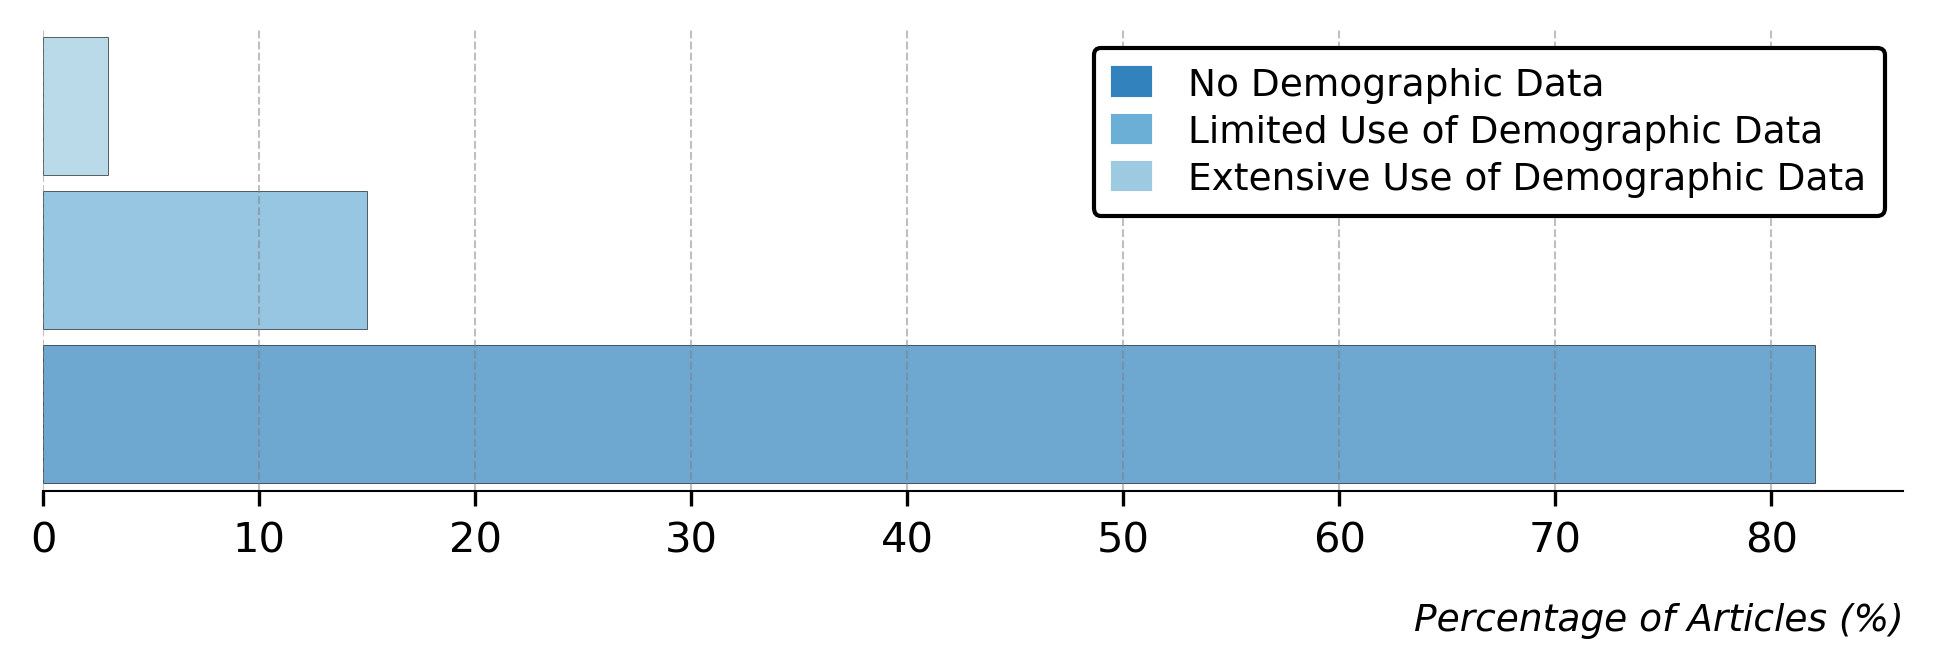 No Demographic Data
Limited Use of Demographic Data
Extensive Use of Demographic Data
0 10 20 30 40 50 60 70 80
Percentage of Articles (%)